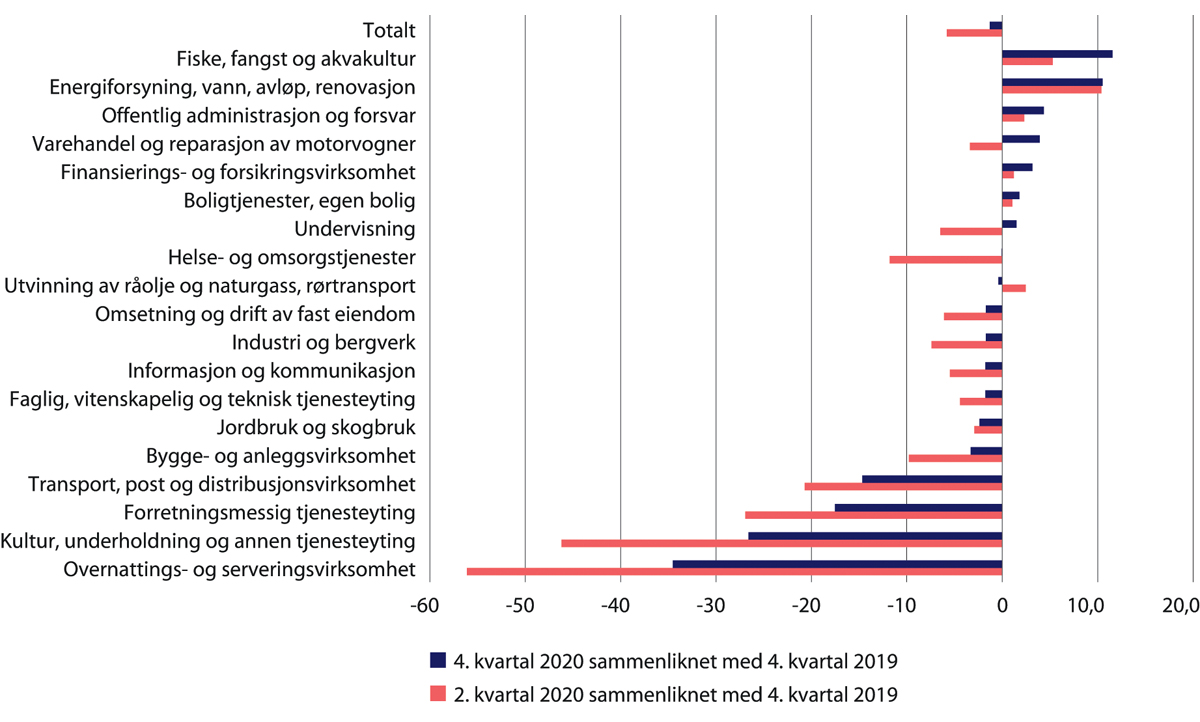 Totalt
Fiske, fangst og akvakultur
Energiforsyning, vann, avløp, renovasjon
Offentlig administrasjon og forsvar
Varehandel og reparasjon av motorvogner
Finansierings- og forsikringsvirksomhet
Boligtjenester, egen bolig
Undervisning
Helse- og omsorgstjenester
Utvinning av råolje og naturgass, rørtransport
Omsetning og drift av fast eiendom
Industri og bergverk
Informasjon og kommunikasjon
Faglig, vitenskapelig og teknisk tjenesteyting
Jordbruk og skogbruk
Bygge- og anleggsvirksomhet
Transport, post og distribusjonsvirksomhet
Forretningsmessig tjenesteyting
Kultur, underholdning og annen tjenesteyting
Overnattings- og serveringsvirksomhet
-60 -50 -40 -30 -20 -10 0 10,0 20,0
4. kvartal 2020 sammenliknet med 4. kvartal 2019
2. kvartal 2020 sammenliknet med 4. kvartal 2019